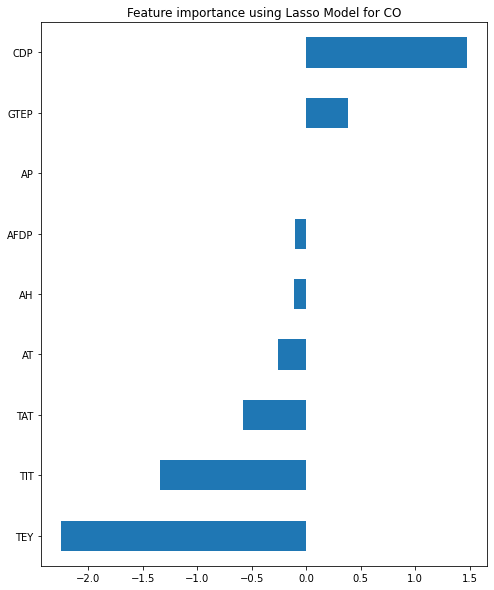 Feature importance using Lasso Model for CO
CDP
GTEP
AP
AFDP
AH
AT
TAT
TIT
TEY
−2.0 −1.5 −1.0 −0.5 0.0 0.5 1.0 1.5